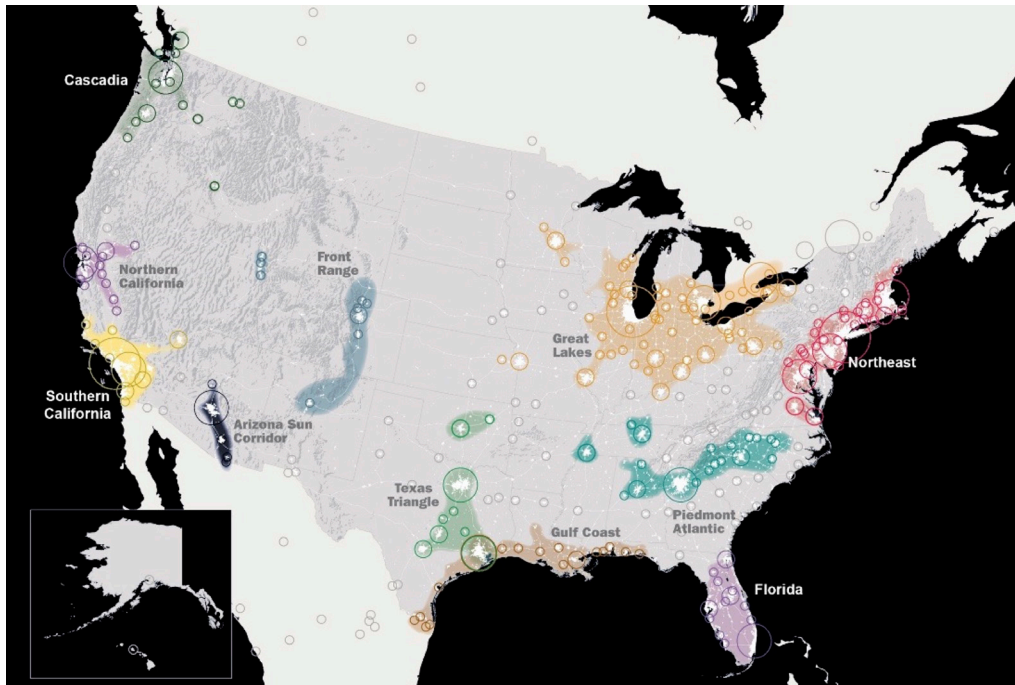 Cascadia
Northern
California
Front
Range
Great
Lakes
Northeast
Southern
California
Arizona Sun
Corridor
Texas
Triangle
Gulf Coast
Piedmont
Atlantic
Florida